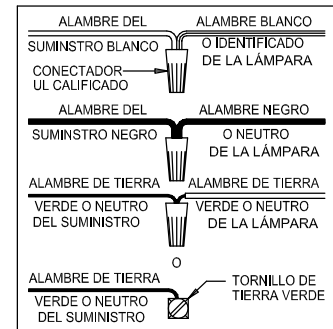 ALAMBRE DEL ALAMBRE BLANCO
SUMINSTRO BLANCO O IDENTIFICADO
CONECTADOR DE LA LÁMPARA
UL CALIFICADO
ALAMBRE DEL ALAMBRE NEGRO
SUMINSTRO NEGRO O NEUTRO
DE LA LÁMPARA
ALAMBRE DE TIERRA ALAMBRE DE TIERRA
VERDE O NEUTRO VERDE O NEUTRO
DEL SUMINISTRO DE LA LÁMPARA
O
ALAMBRE DE TIERRA TORNILLO DE
VERDE O NEUTRO TIERRA VERDE
DEL SUMINISTRO